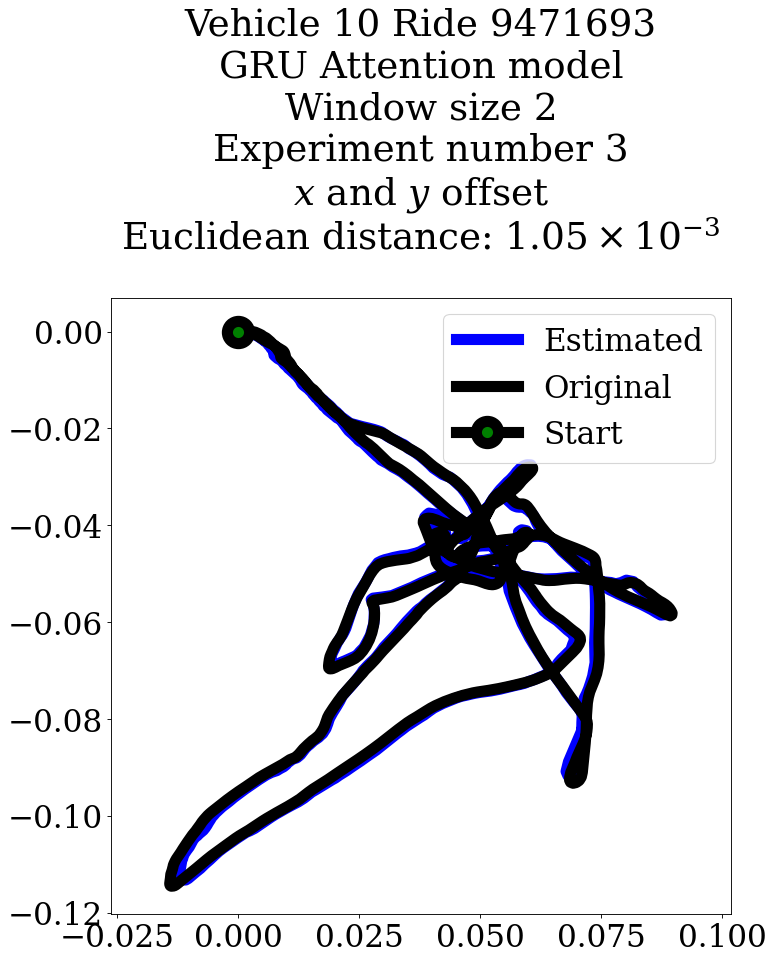 Vehicle 10 Ride 9471693
GRU Attention model
Window size 2
Experiment number 3
x and y offset
Euclidean distance: 1.05 × 10⁻³
Estimated
Original
Start
0.00
−0.02
−0.04
−0.06
−0.08
−0.10
−0.12
−0.025 0.000 0.025 0.050 0.075 0.100